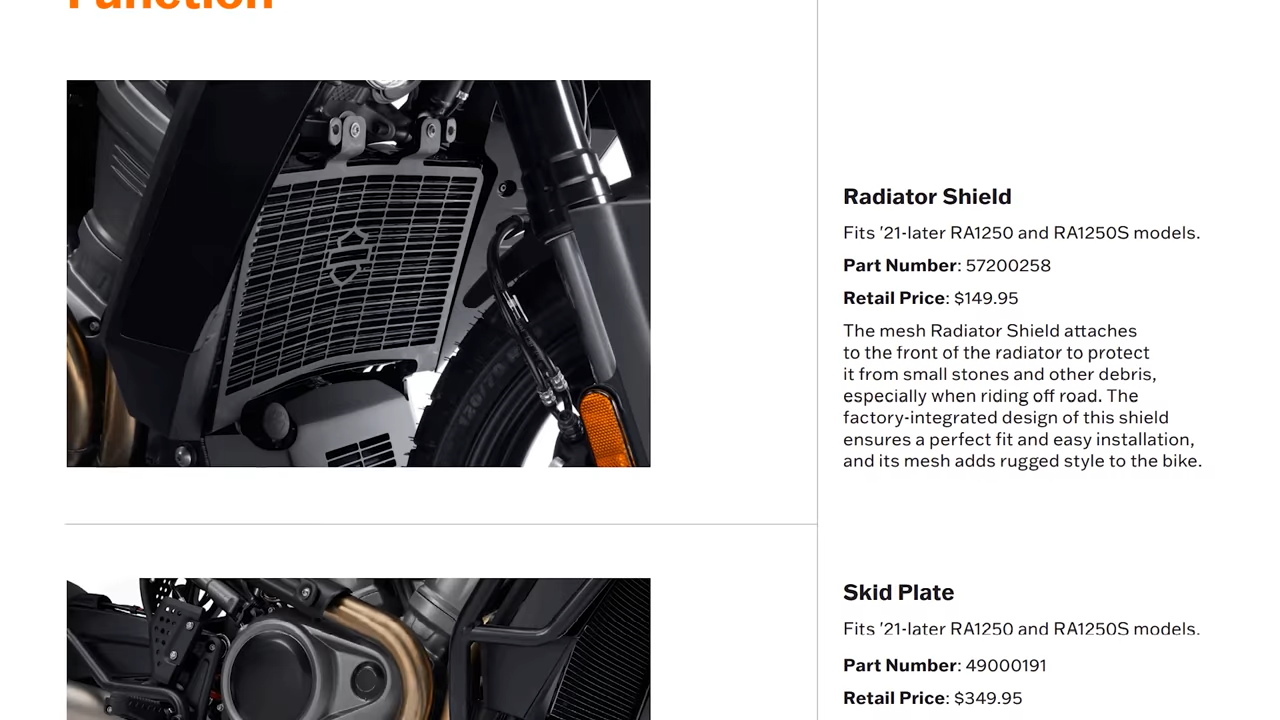 Function
Radiator Shield
Fits '21-later RA1250 and RA1250S models.
Part Number: 57200258
Retail Price: $149.95
The mesh Radiator Shield attaches
to the front of the radiator to protect
it from small stones and other debris,
especially when riding off road. The
factory-integrated design of this shield
ensures a perfect fit and easy installation,
and its mesh adds rugged style to the bike.
Skid Plate
Fits '21-later RA1250 and RA1250S models.
Part Number: 49000191
Retail Price: $349.95